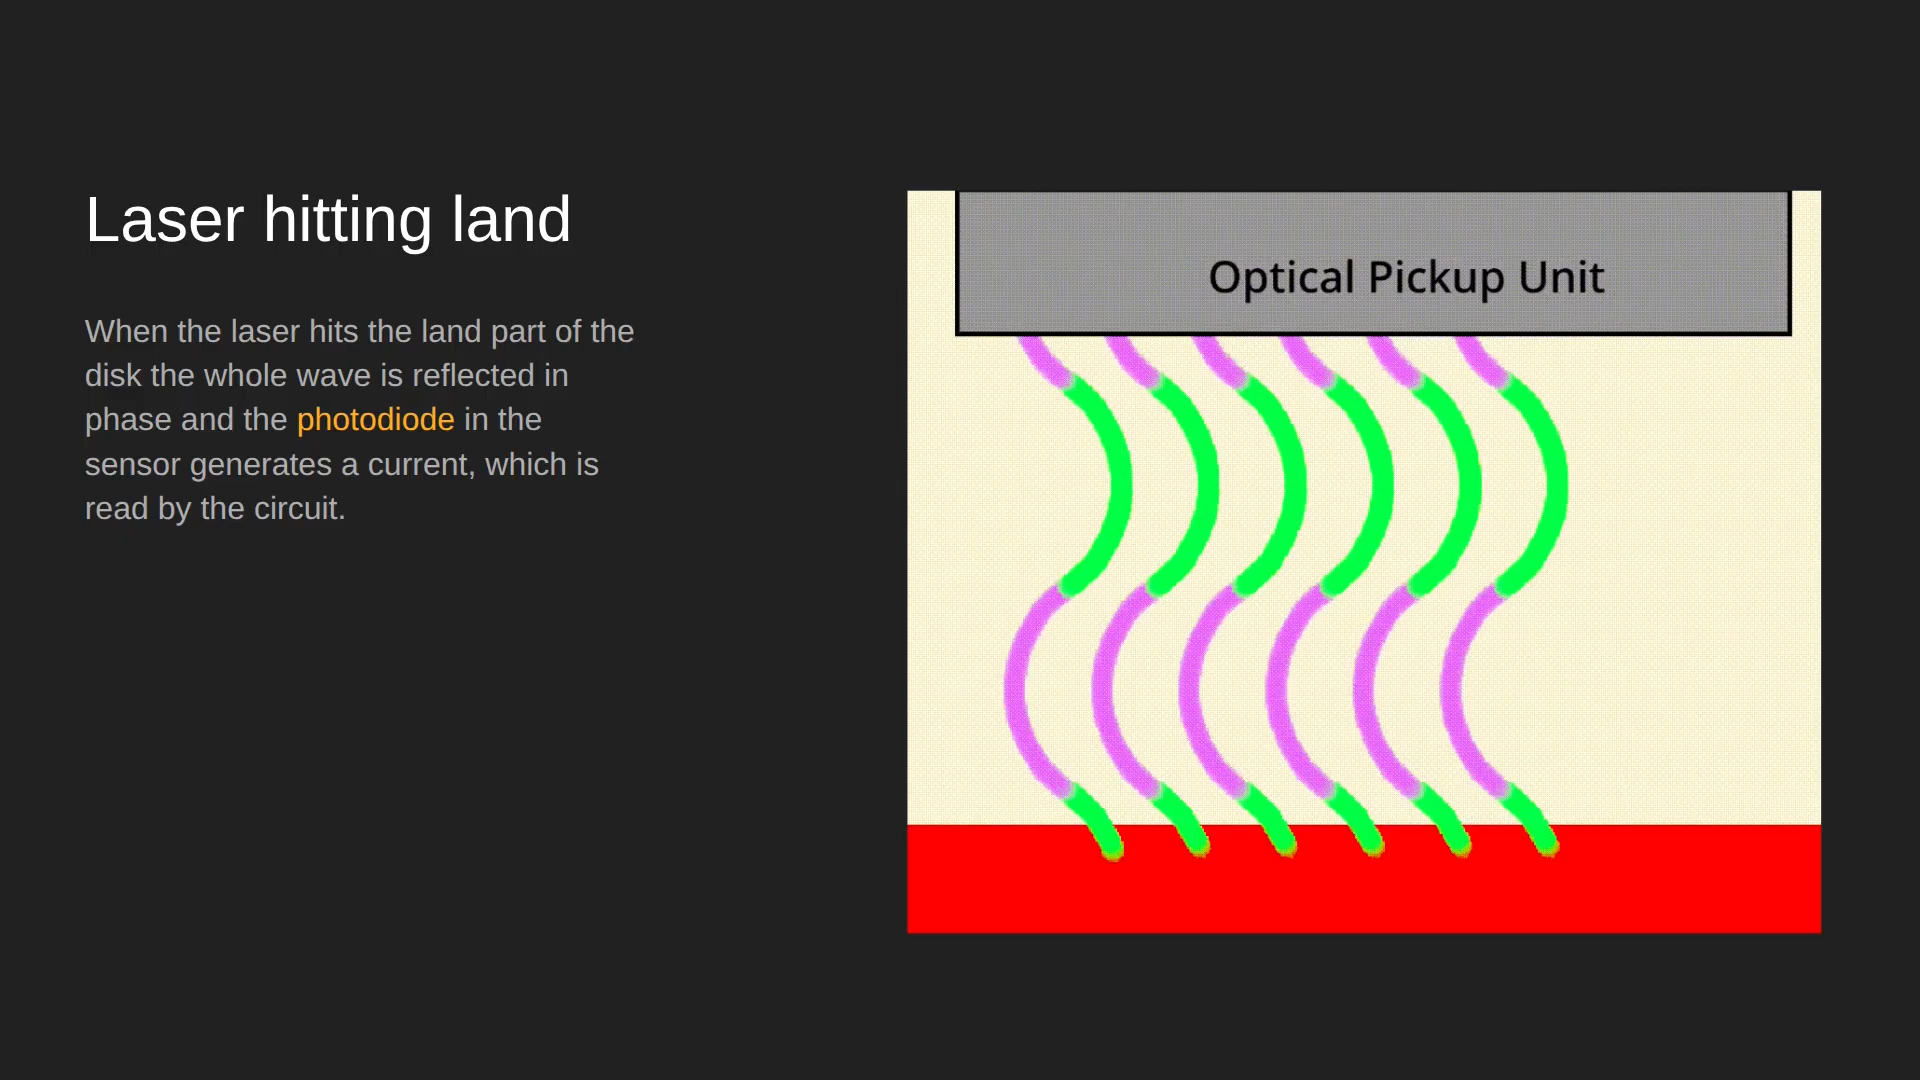 Laser hitting land
When the laser hits the land part of the
disk the whole wave is reflected in
phase and the photodiode in the
sensor generates a current, which is
read by the circuit.
Optical Pickup Unit